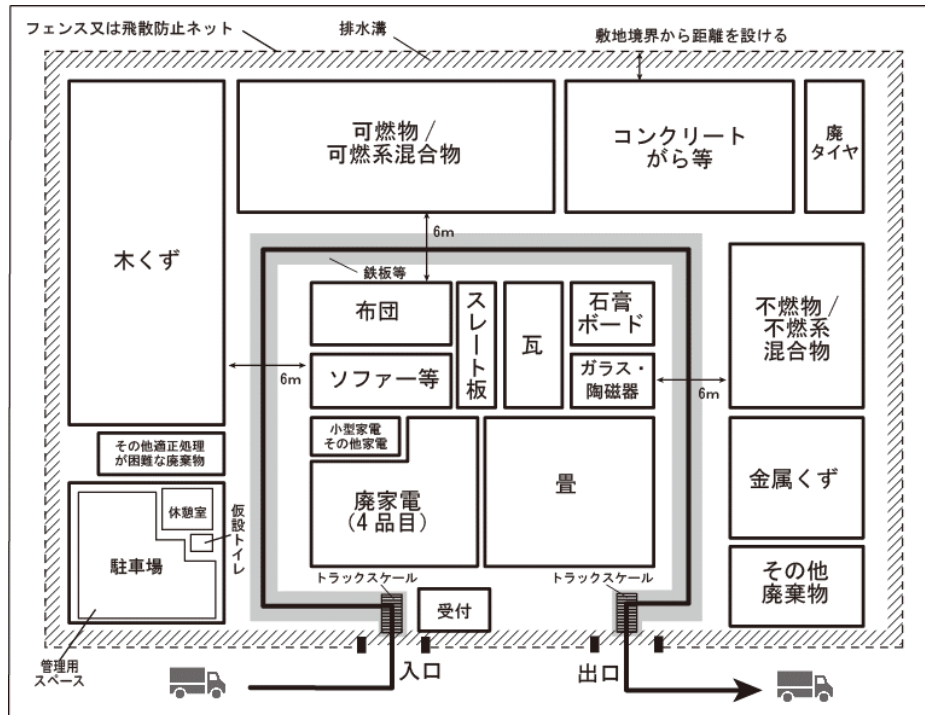 フェンス又は飛散防止ネット
排水溝
敷地境界から距離を設ける
木くず
可燃物/
可燃系混合物
コンクリート
がら等
廃
タイヤ
6m
鉄板等
布団
スレート板
瓦
石膏
ボード
不燃物/
不燃系
混合物
6m
ソファー等
ガラス・
陶磁器
6m
小型家電
その他家電
その他適正処理
が困難な廃棄物
廃家電
(4品目)
畳
金属くず
休憩室
仮設トイレ
駐車場
トラックスケール
トラックスケール
その他
廃棄物
受付
管理用
スペース
入口
出口